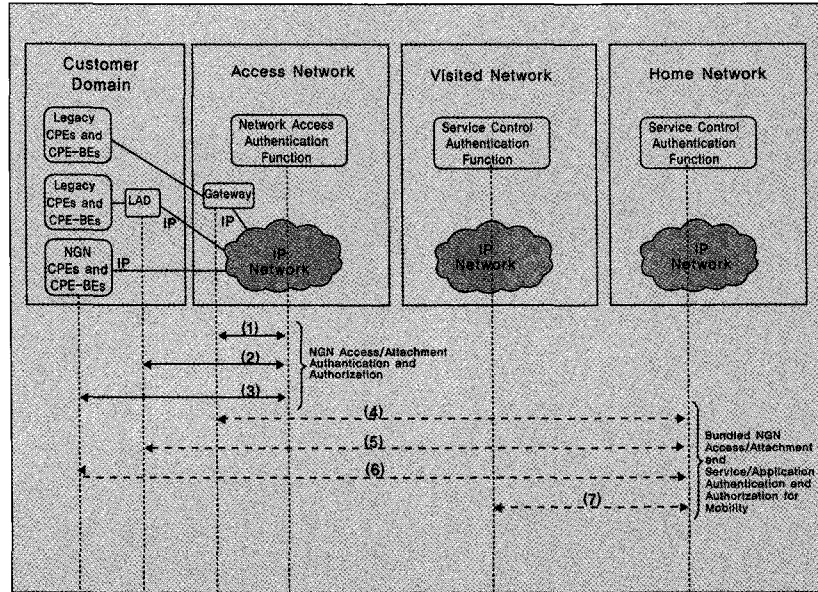 Customer
Domain
Access Network
Visited Network
Home Network
Legacy
CPEs and
CPE-BEs
Network Access
Authentication
Function
Service Control
Authentication
Function
Service Control
Authentication
Function
Legacy
CPEs and
CPE-BEs
LAD
IP
Gateway
IP
NGN
CPEs and
CPE-BEs
IP
IP
Network
IP
Network
IP
Network
(1)
(2)
(3)
NGN Access/Attachment
Authantication and
Authorization
(4)
(5)
(6)
(7)
Bundled NGN
Access/Attachment
and
Service/Application
Authentication and
Authorization for
Mobility